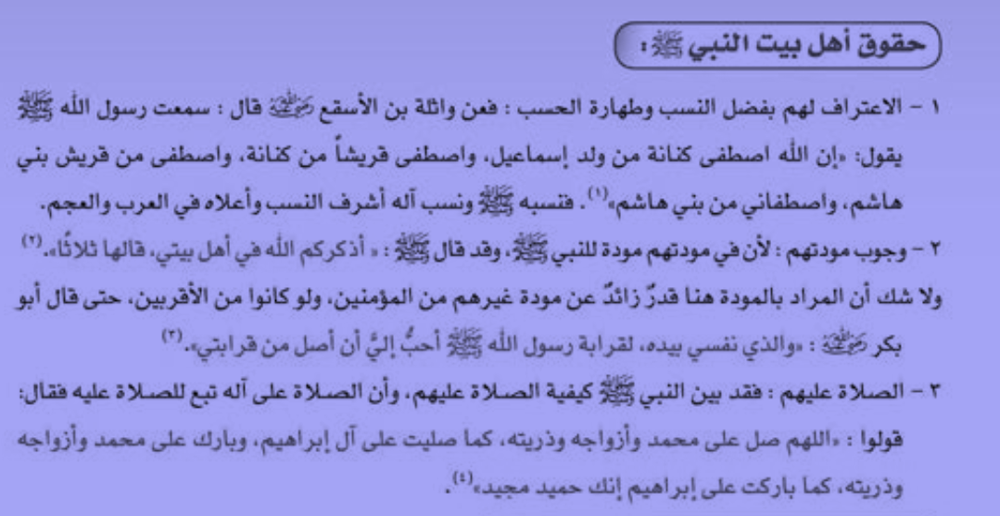 حقوق أهل بيت النبي ﷺ :
١ - الاعتراف لهم بفضل النسب وطهارة الحسب : فعن واثلة بن الأسقع رضي الله عنه قال : سمعت رسول الله ﷺ
يقول: «إن الله اصطفى كنانة من ولد إسماعيل، واصطفى قريشاً من كنانة، واصطفى من قريش بني
هاشم، واصطفاني من بني هاشم»(١). فنسبه ﷺ ونسب آله أشرف النسب وأعلاه في العرب والعجم.
٢ - وجوب مودتهم : لأن في مودتهم مودة للنبي ﷺ، وقد قال ﷺ : « أذكركم الله في أهل بيتي، قالها ثلاثًا».(٢)
ولا شك أن المراد بالمودة هنا قدرٌ زائدٌ عن مودة غيرهم من المؤمنين، ولو كانوا من الأقربين، حتى قال أبو
بكر رضي الله عنه : «والذي نفسي بيده، لقرابة رسول الله ﷺ أحبُّ إليَّ أن أصل من قرابتي».(٣)
٣ - الصلاة عليهم : فقد بين النبي ﷺ كيفية الصلاة عليهم، وأن الصلاة على آله تبع للصلاة عليه فقال:
قولوا : «اللهم صل على محمد وأزواجه وذريته، كما صليت على آل إبراهيم، وبارك على محمد وأزواجه
وذريته، كما باركت على إبراهيم إنك حميد مجيد»(٤).